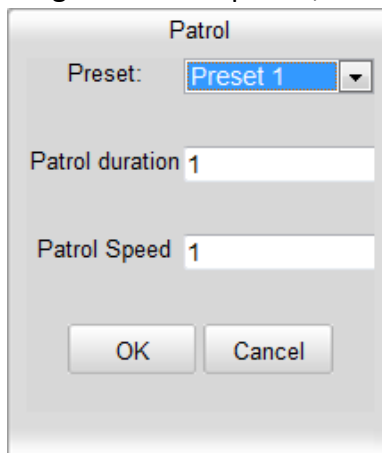 Patrol
Preset: Preset 1
Patrol duration 1
Patrol Speed 1
OK Cancel